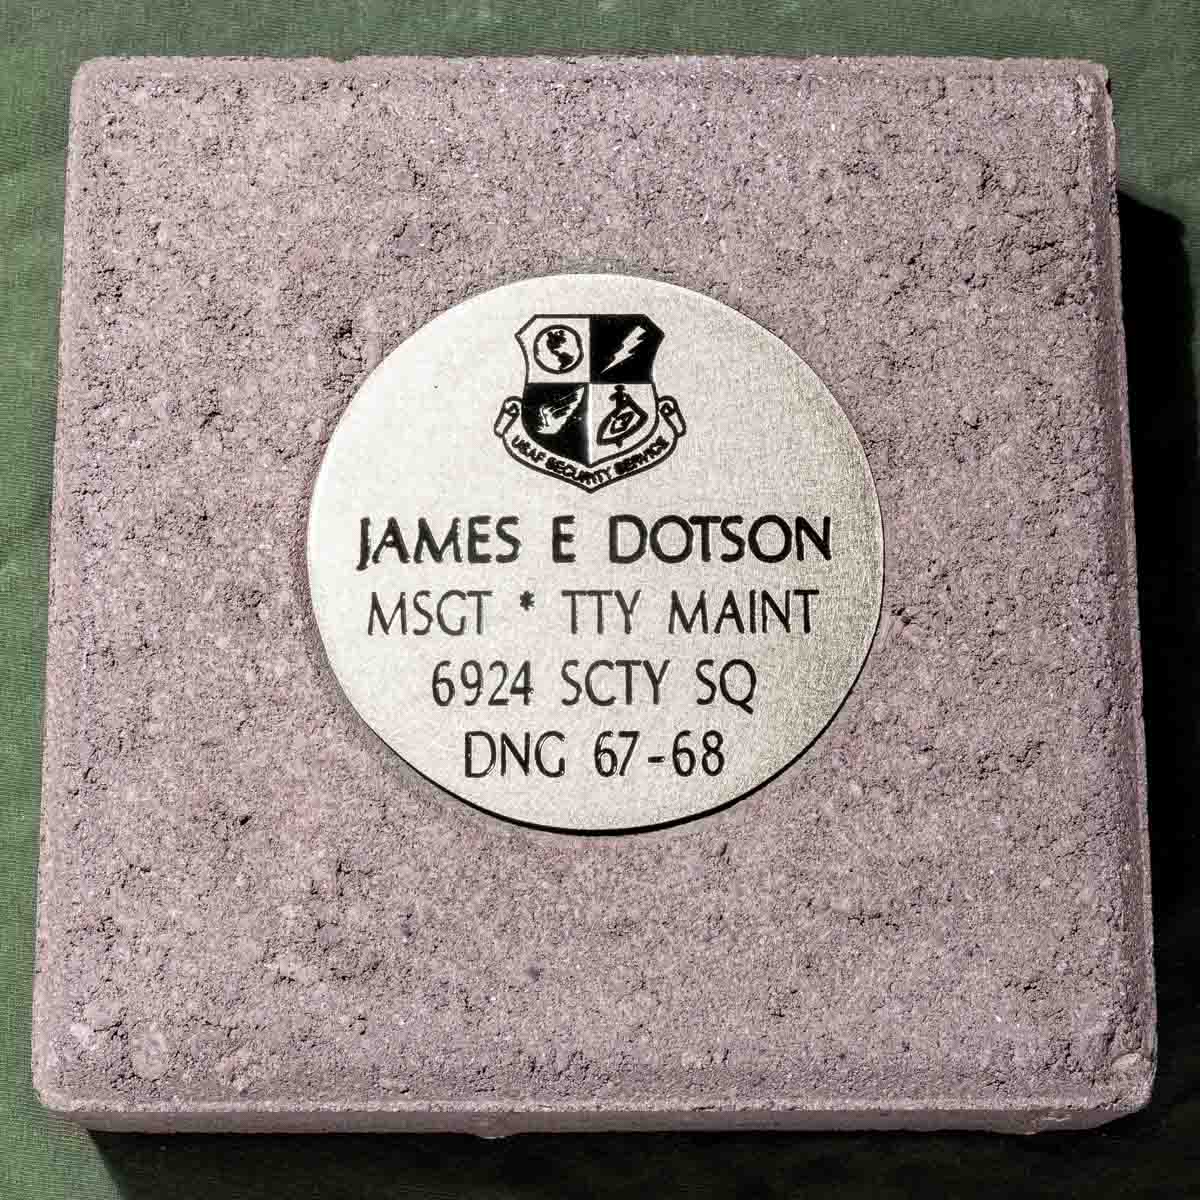 USAF SECURITY SERVICE
JAMES E DOTSON
MSGT * TTY MAINT
6924 SCTY SQ
DNG 67-68